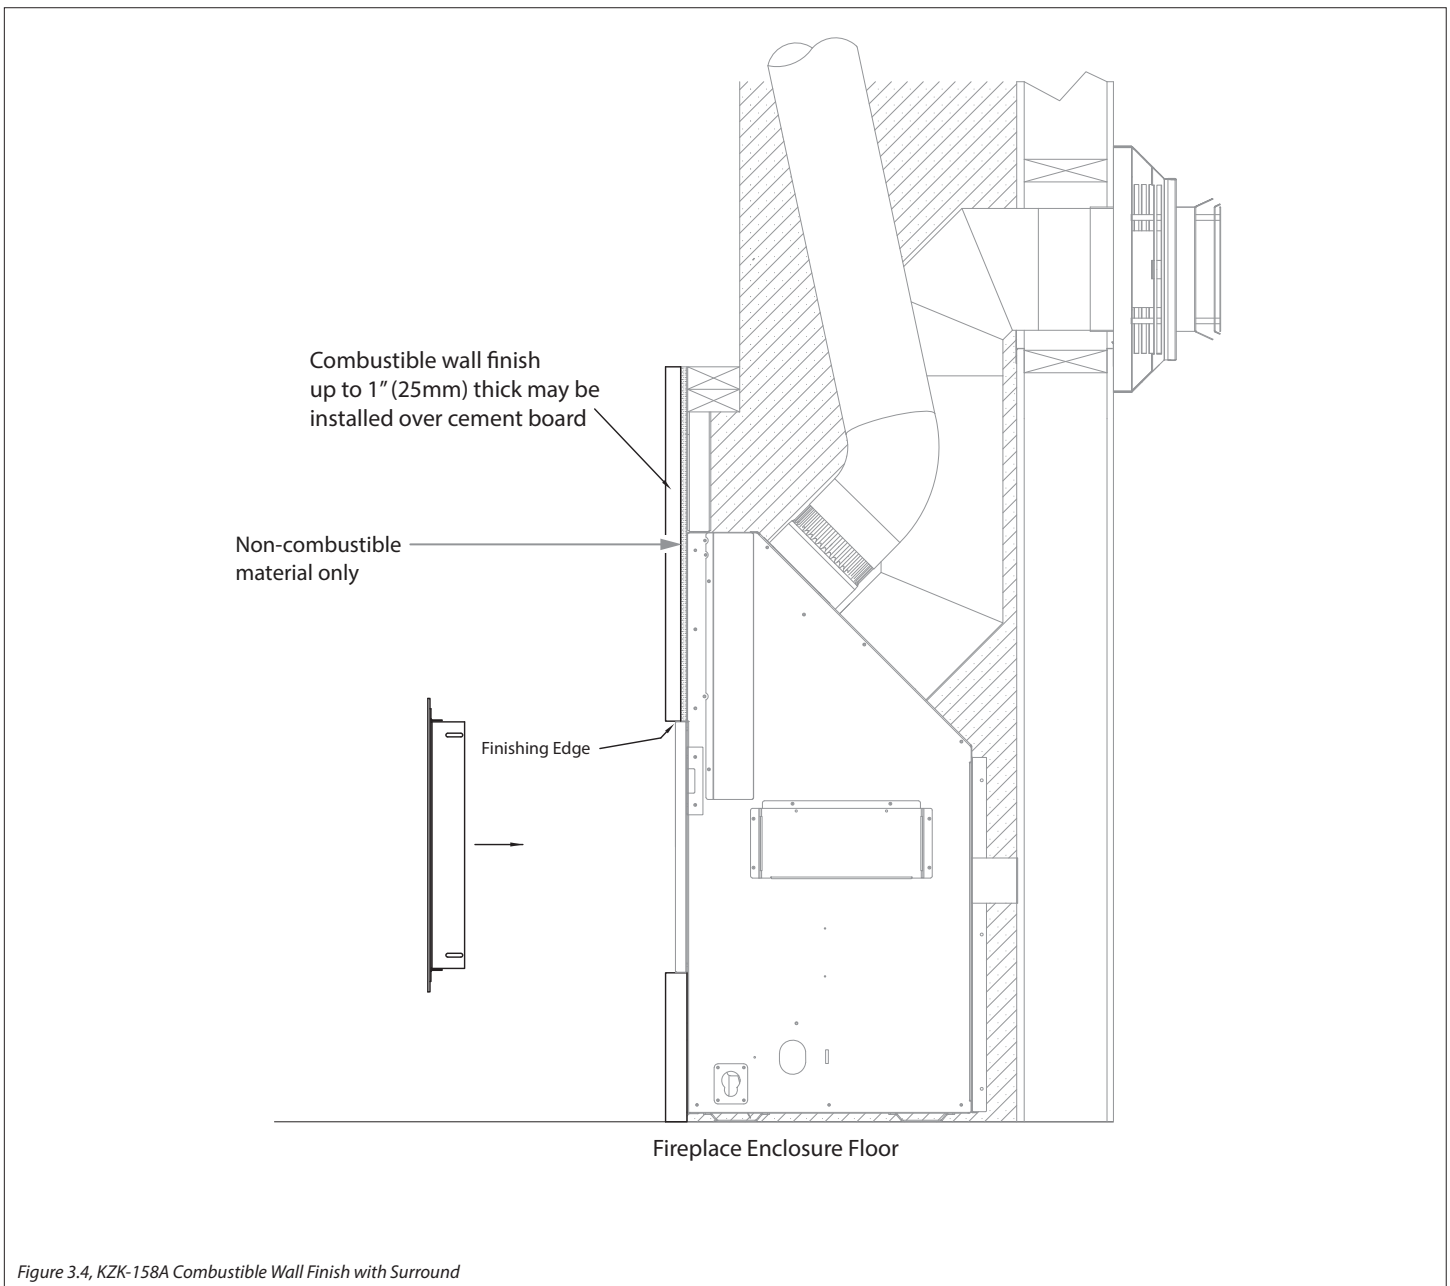 Combustible wall finish
up to 1” (25mm) thick may be
installed over cement board
Non-combustible
material only
Finishing Edge
Fireplace Enclosure Floor
Figure 3.4, KZK-158A Combustible Wall Finish with Surround